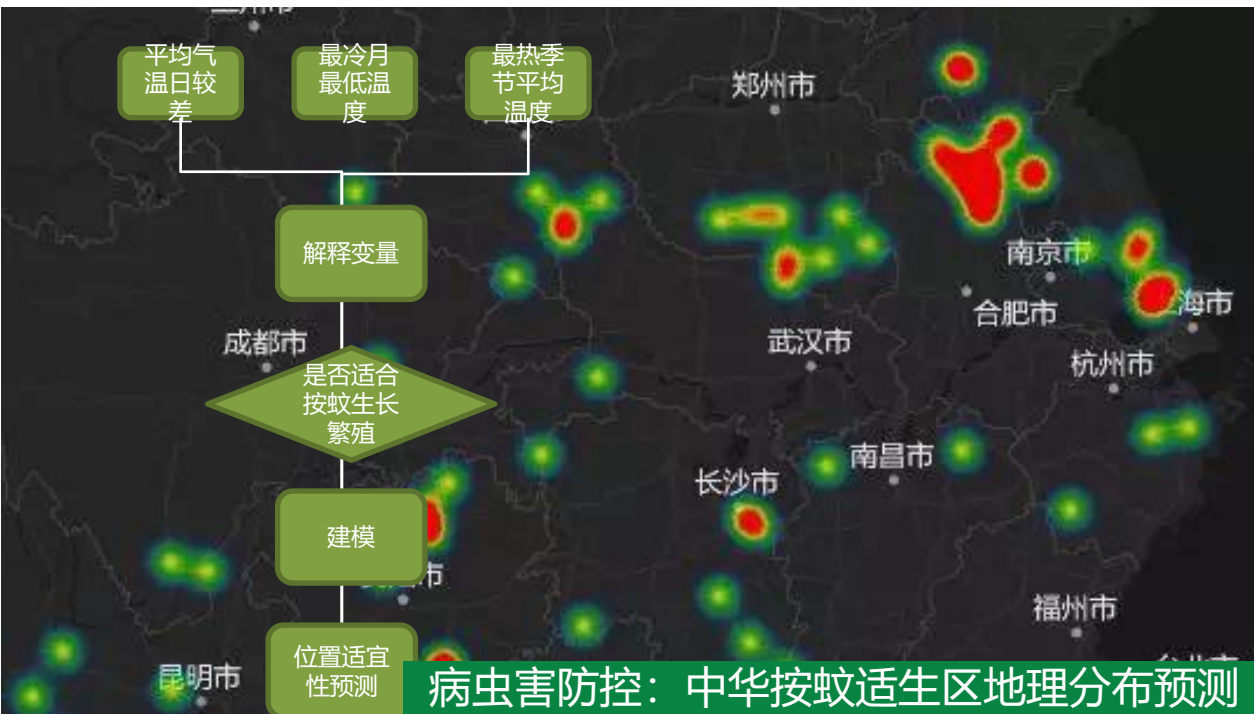 平均气
温日较
差
最冷月
最低温
度
最热季
节平均
温度
郑州市
解释变量
南京市
合肥市
海市
成都市
武汉市
杭州市
是否适合
按蚊生长
繁殖
南昌市
长沙市
建模
市
福州市
位置适宜
性预测
昆明市
病虫害防控：中华按蚊适生区地理分布预测